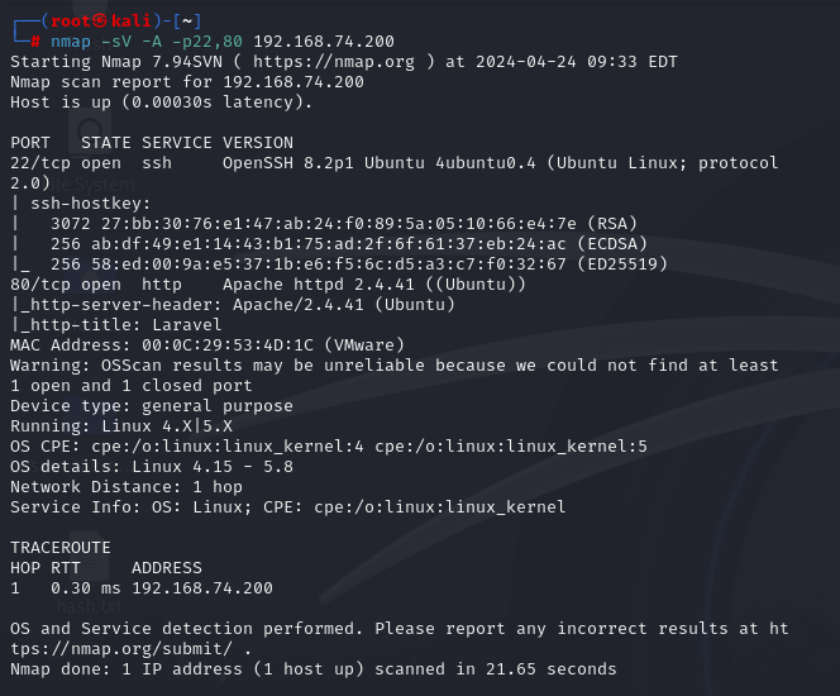 ┌──(root㉿kali)-[~]
└─# nmap -sV -A -p22,80 192.168.74.200
Starting Nmap 7.94SVN ( https://nmap.org ) at 2024-04-24 09:33 EDT
Nmap scan report for 192.168.74.200
Host is up (0.00030s latency).

PORT   STATE SERVICE VERSION
22/tcp open  ssh     OpenSSH 8.2p1 Ubuntu 4ubuntu0.4 (Ubuntu Linux; protocol
2.0)
| ssh-hostkey:
|   3072 27:bb:30:76:e1:47:ab:24:f0:89:5a:05:10:66:e4:7e (RSA)
|   256 ab:df:49:e1:14:43:b1:75:ad:2f:6f:61:37:eb:24:ac (ECDSA)
|_  256 58:ed:00:9a:e5:37:1b:e6:f5:6c:d5:a3:c7:f0:32:67 (ED25519)
80/tcp open  http    Apache httpd 2.4.41 ((Ubuntu))
|_http-server-header: Apache/2.4.41 (Ubuntu)
|_http-title: Laravel
MAC Address: 00:0C:29:53:4D:1C (VMware)
Warning: OSScan results may be unreliable because we could not find at least
1 open and 1 closed port
Device type: general purpose
Running: Linux 4.X|5.X
OS CPE: cpe:/o:linux:linux_kernel:4 cpe:/o:linux:linux_kernel:5
OS details: Linux 4.15 - 5.8
Network Distance: 1 hop
Service Info: OS: Linux; CPE: cpe:/o:linux:linux_kernel

TRACEROUTE
HOP RTT     ADDRESS
1   0.30 ms 192.168.74.200
hash.txt

OS and Service detection performed. Please report any incorrect results at ht
tps://nmap.org/submit/ .
Nmap done: 1 IP address (1 host up) scanned in 21.65 seconds